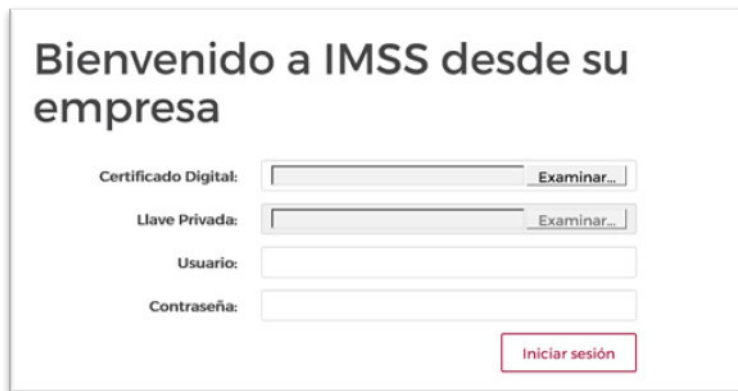 Bienvenido a IMSS desde su
empresa
Certificado Digital: Examinar...
Llave Privada: Examinar...
Usuario:
Contraseña:
Iniciar sesión